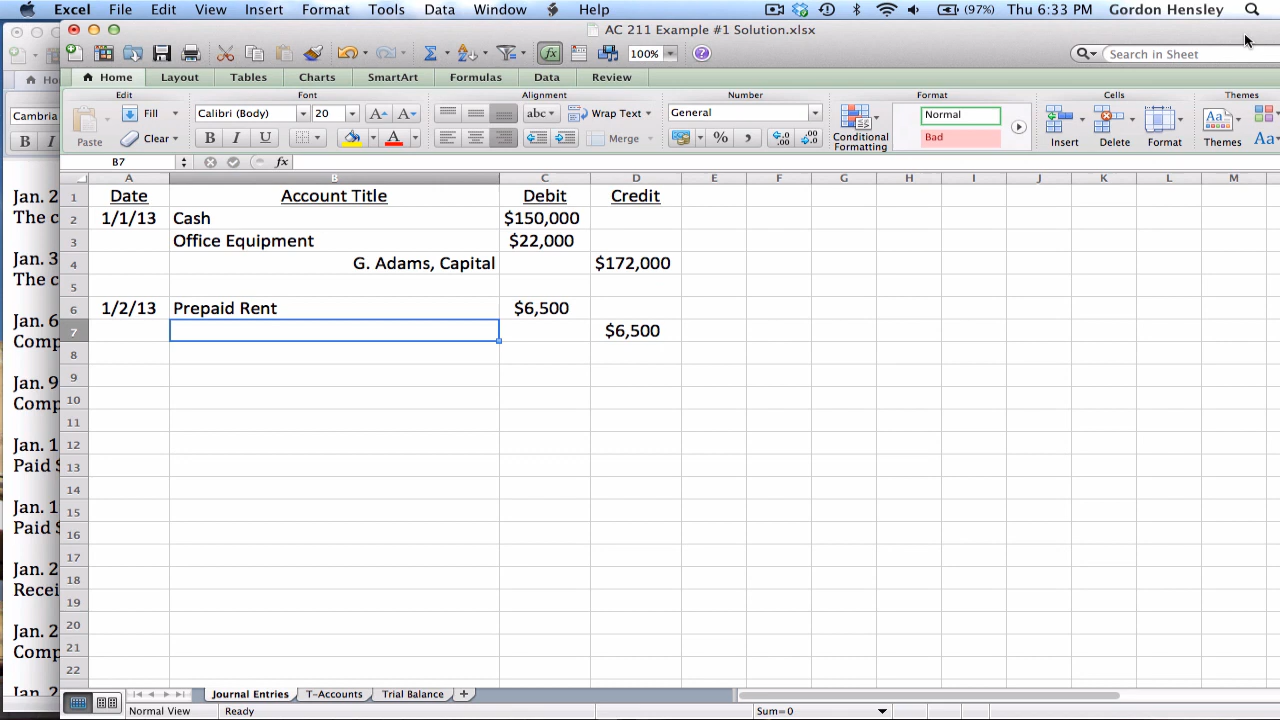 Excel File Edit View Insert Format Tools Data Window Help (97%) Thu 6:33 PM Gordon Hensley
AC 211 Example #1 Solution.xlsx
100% Search in Sheet
Home Layout Tables Charts SmartArt Formulas Data Review
Edit Font Alignment Number Format Cells Themes
Cambria
Paste Fill Calibri (Body) 20 A A abc Wrap Text General Conditional Formatting Normal Insert Delete Format Themes Aa
Clear B I U A Merge % Bad Aa
B I
B7 fx
A B C D E F G H I J K L M
1 Date Account Title Debit Credit
2 1/1/13 Cash $150,000
3 Office Equipment $22,000
4 G. Adams, Capital $172,000
5
6 1/2/13 Prepaid Rent $6,500
7 $6,500
8
9
10
11
12
13
14
15
16
17
18
19
20
21
22
Jan. 2
The c
Jan. 3
The c
Jan. 6
Comp
Jan. 9
Comp
Jan. 1
Paid $
Jan. 1
Paid $
Jan. 2
Recei
Jan. 2
Comp
Jan. 2
Journal Entries T-Accounts Trial Balance +
Normal View Ready Sum=0